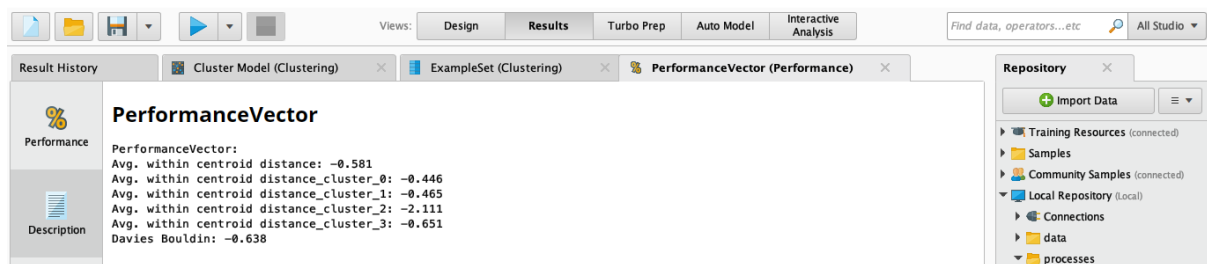 Views: Design Results Turbo Prep Auto Model Interactive Analysis Find data, operators...etc All Studio
Result History Cluster Model (Clustering) ExampleSet (Clustering) % PerformanceVector (Performance) Repository
% Performance
Description
PerformanceVector
PerformanceVector:
Avg. within centroid distance: -0.581
Avg. within centroid distance_cluster_0: -0.446
Avg. within centroid distance_cluster_1: -0.465
Avg. within centroid distance_cluster_2: -2.111
Avg. within centroid distance_cluster_3: -0.651
Davies Bouldin: -0.638
Import Data
Training Resources (connected)
Samples
Community Samples (connected)
Local Repository (Local)
Connections
data
processes